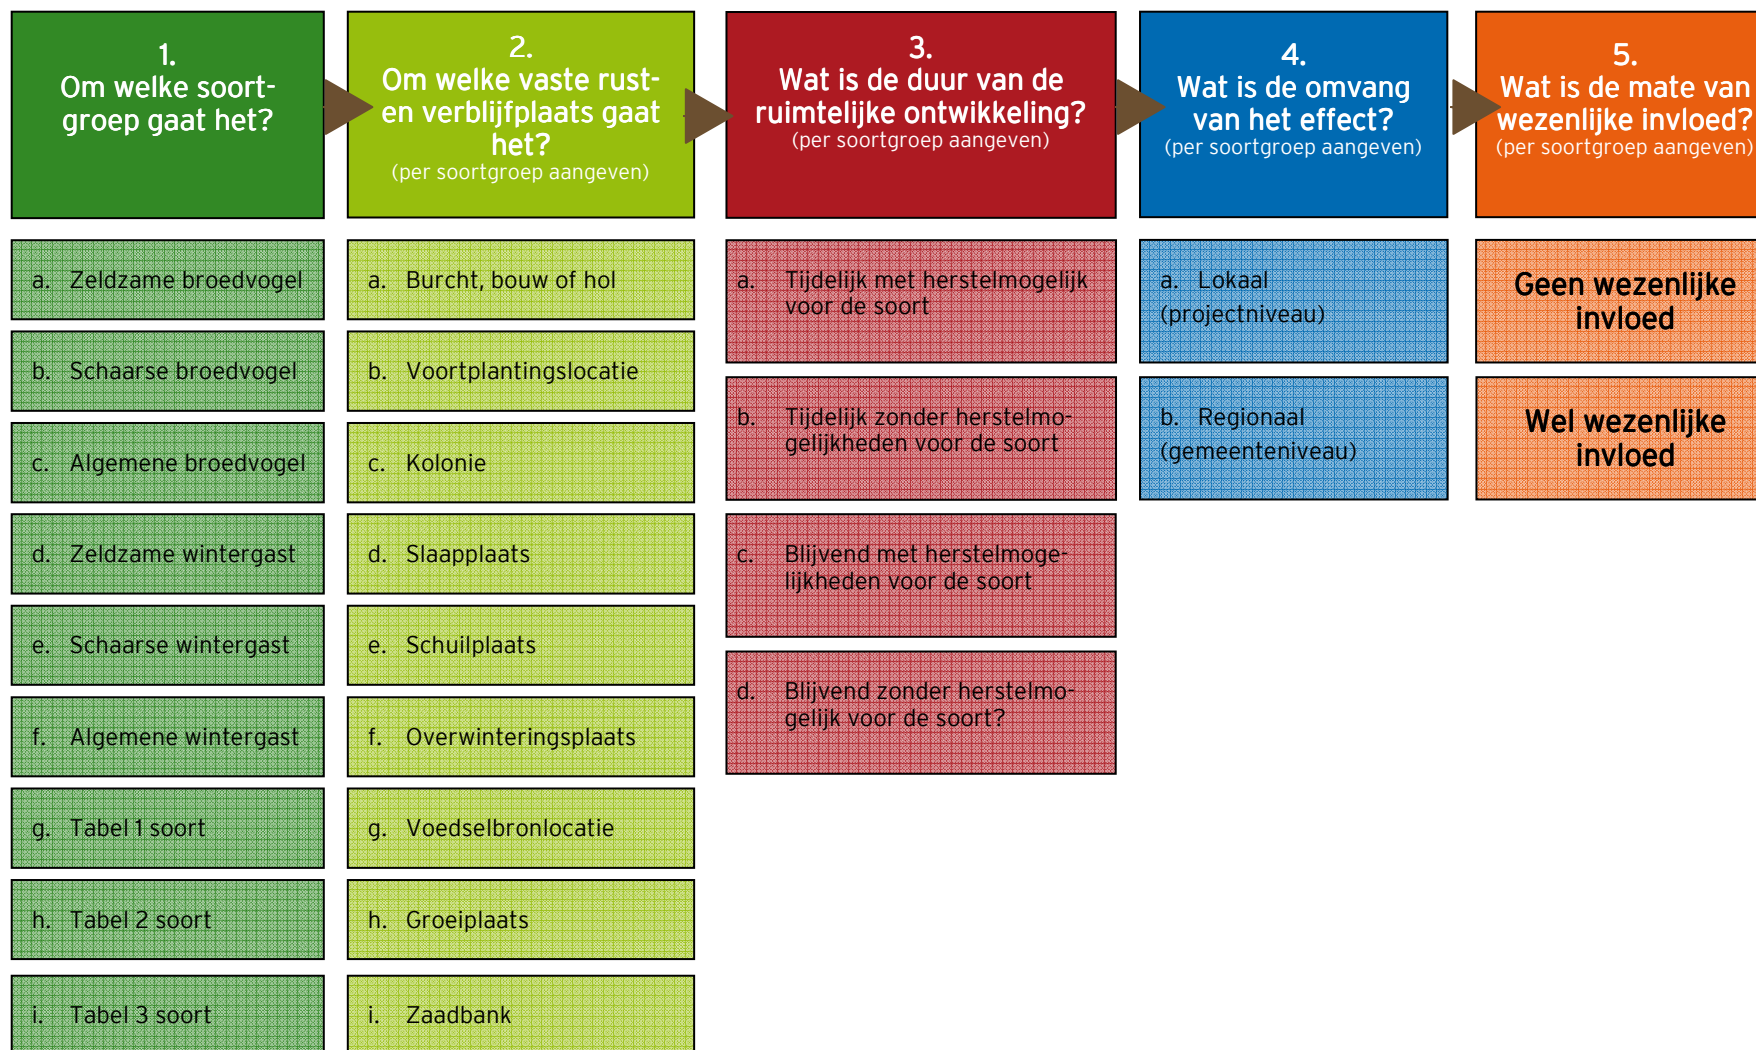 1.
Om welke soort-
groep gaat het?
2.
Om welke vaste rust-
en verblijfplaats gaat
het?
(per soortgroep aangeven)
3.
Wat is de duur van de
ruimtelijke ontwikkeling?
(per soortgroep aangeven)
4.
Wat is de omvang
van het effect?
(per soortgroep aangeven)
5.
Wat is de mate van
wezenlijke invloed?
(per soortgroep aangeven)
a. Zeldzame broedvogel
b. Schaarse broedvogel
c. Algemene broedvogel
d. Zeldzame wintergast
e. Schaarse wintergast
f. Algemene wintergast
g. Tabel 1 soort
h. Tabel 2 soort
i. Tabel 3 soort
a. Burcht, bouw of hol
b. Voortplantingslocatie
c. Kolonie
d. Slaapplaats
e. Schuilplaats
f. Overwinteringsplaats
g. Voedselbronlocatie
h. Groeiplaats
i. Zaadbank
a. Tijdelijk met herstelmogelijk
voor de soort
b. Tijdelijk zonder herstelmo-
gelijkheden voor de soort
c. Blijvend met herstelmoge-
lijkheden voor de soort
d. Blijvend zonder herstelmo-
gelijk voor de soort?
a. Lokaal
(projectniveau)
b. Regionaal
(gemeenteniveau)
Geen wezenlijke
invloed
Wel wezenlijke
invloed